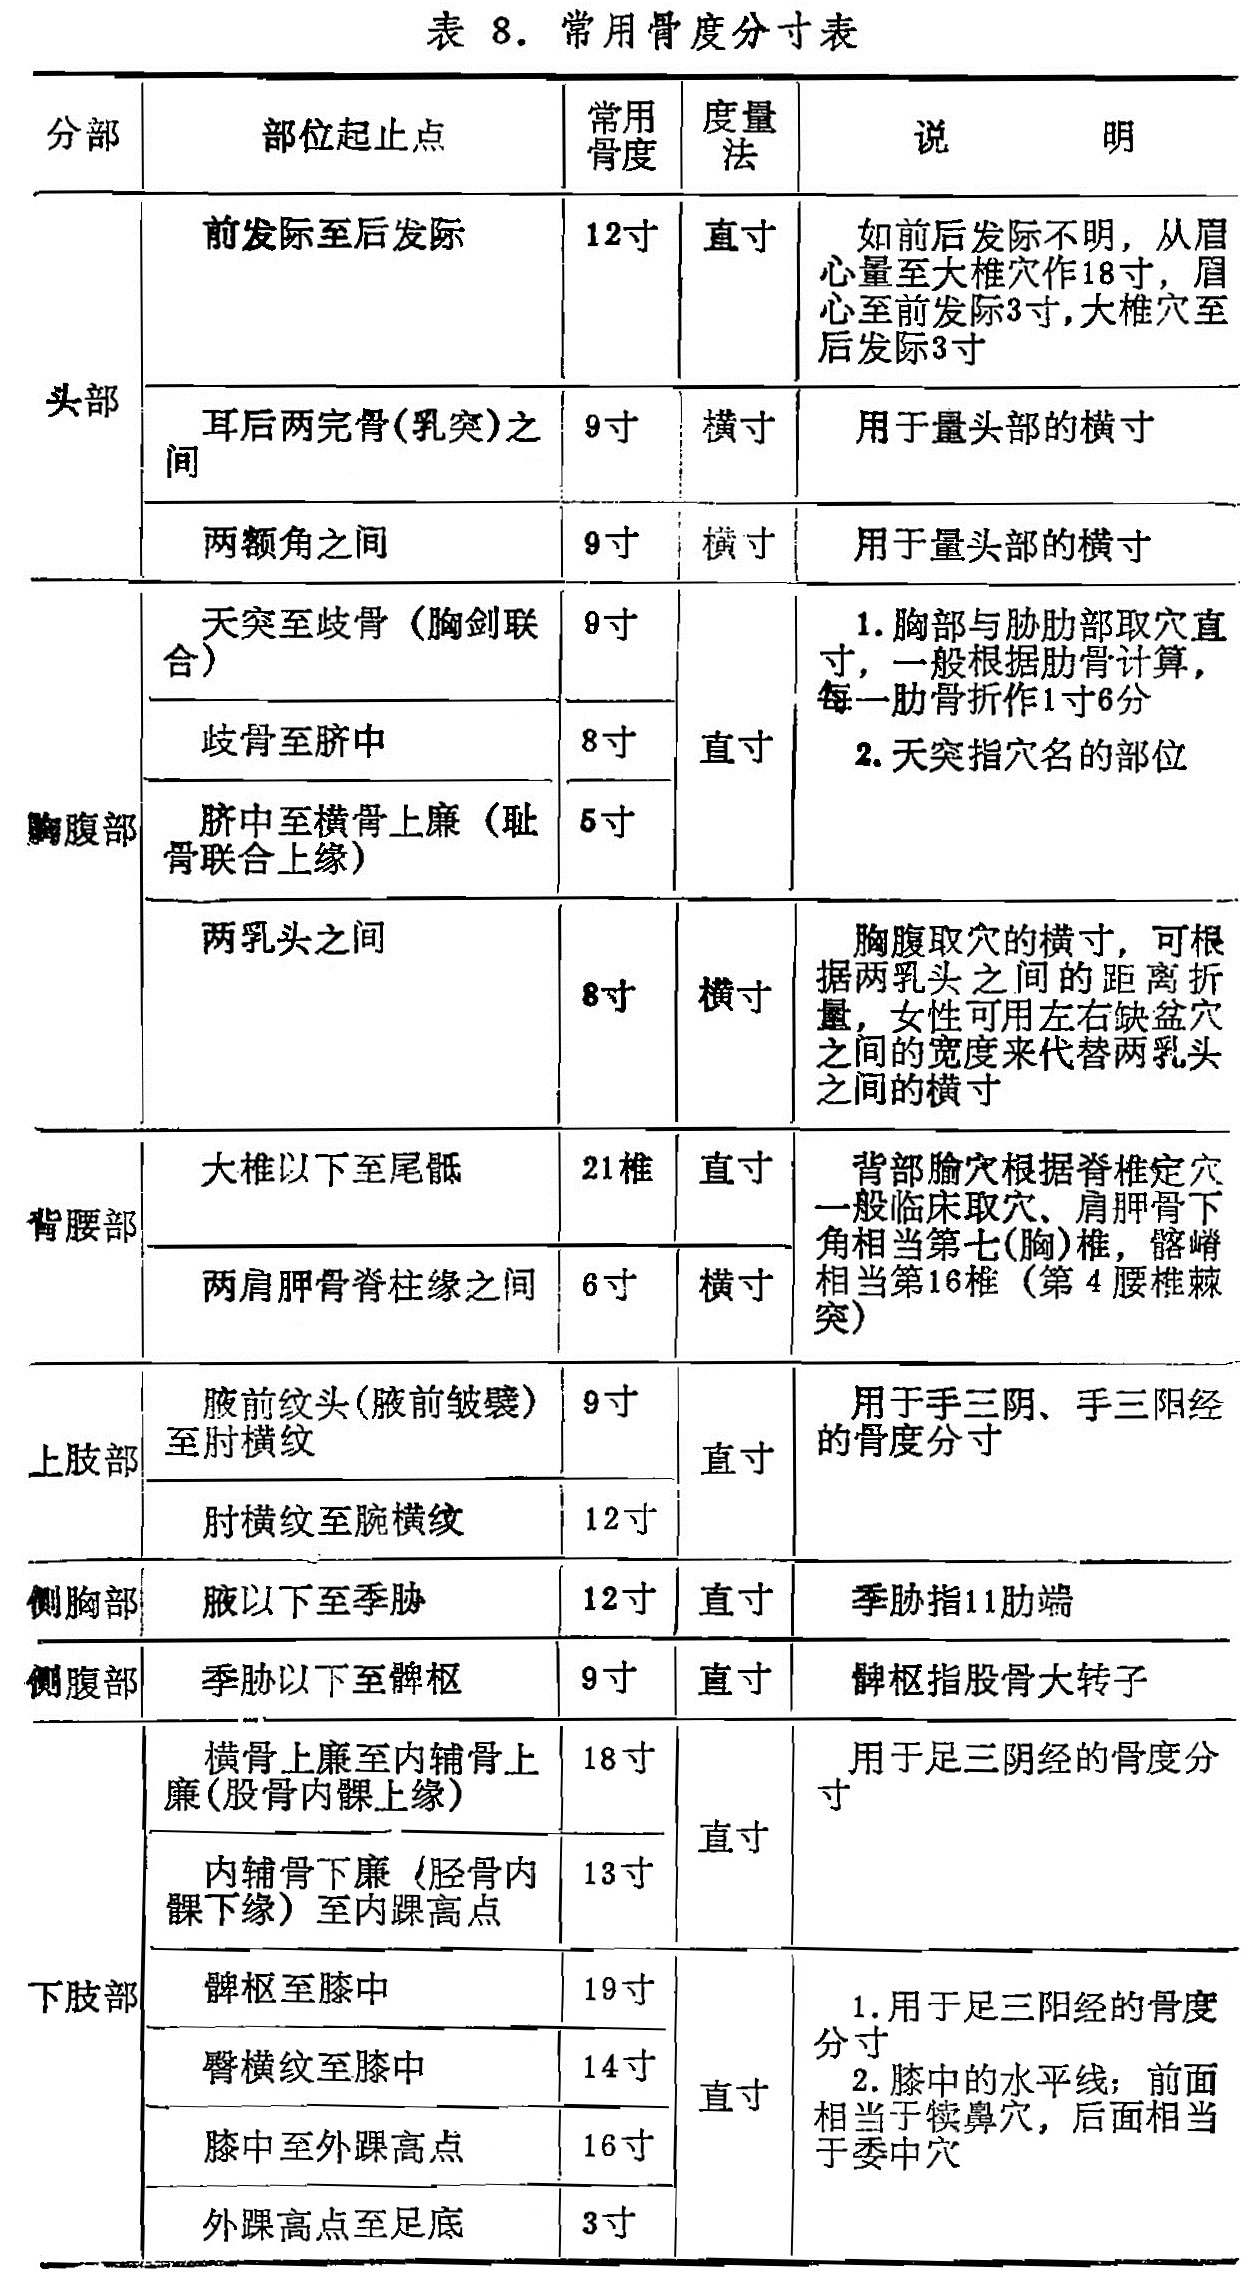 表 8. 常用骨度分寸表
分部 部位起止点 常用骨度 度量法 说 明
头部
前发际至后发际 12寸 直寸
如前后发际不明，从眉
心量至大椎穴作18寸，眉
心至前发际3寸，大椎穴至
后发际3寸
耳后两完骨(乳突)之
间
9寸 横寸 用于量头部的横寸
两额角之间 9寸 横寸 用于量头部的横寸
胸腹部
天突至歧骨（胸剑联
合）
9寸
歧骨至脐中 8寸
脐中至横骨上廉（耻
骨联合上缘）
5寸
直寸
1.胸部与胁肋部取穴直
寸，一般根据肋骨计算，
每一肋骨折作1寸6分
2.天突指穴名的部位
两乳头之间 8寸 横寸
胸腹取穴的横寸，可根
据两乳头之间的距离折
量，女性可用左右缺盆穴
之间的宽度来代替两乳头
之间的横寸
背腰部
大椎以下至尾骶 21椎 直寸
两肩胛骨脊柱缘之间 6寸 横寸
背部腧穴根据脊椎定穴
一般临床取穴、肩胛骨下
角相当第七(胸)椎，髂嵴
相当第16椎（第4腰椎棘
突）
上肢部
腋前纹头(腋前皱襞)
至肘横纹
9寸
肘横纹至腕横纹 12寸
直寸
用于手三阴、手三阳经
的骨度分寸
侧胸部 腋以下至季胁 12寸 直寸 季胁指11肋端
侧腹部 季胁以下至髀枢 9寸 直寸 髀枢指股骨大转子
下肢部
横骨上廉至内辅骨上
廉(股骨内髁上缘)
18寸
内辅骨下廉（胫骨内
髁下缘）至内踝高点
13寸
直寸
用于足三阴经的骨度分
寸
髀枢至膝中 19寸
臀横纹至膝中 14寸
膝中至外踝高点 16寸
外踝高点至足底 3寸
直寸
1.用于足三阳经的骨度
分寸
2.膝中的水平线；前面
相当于犊鼻穴，后面相当
于委中穴